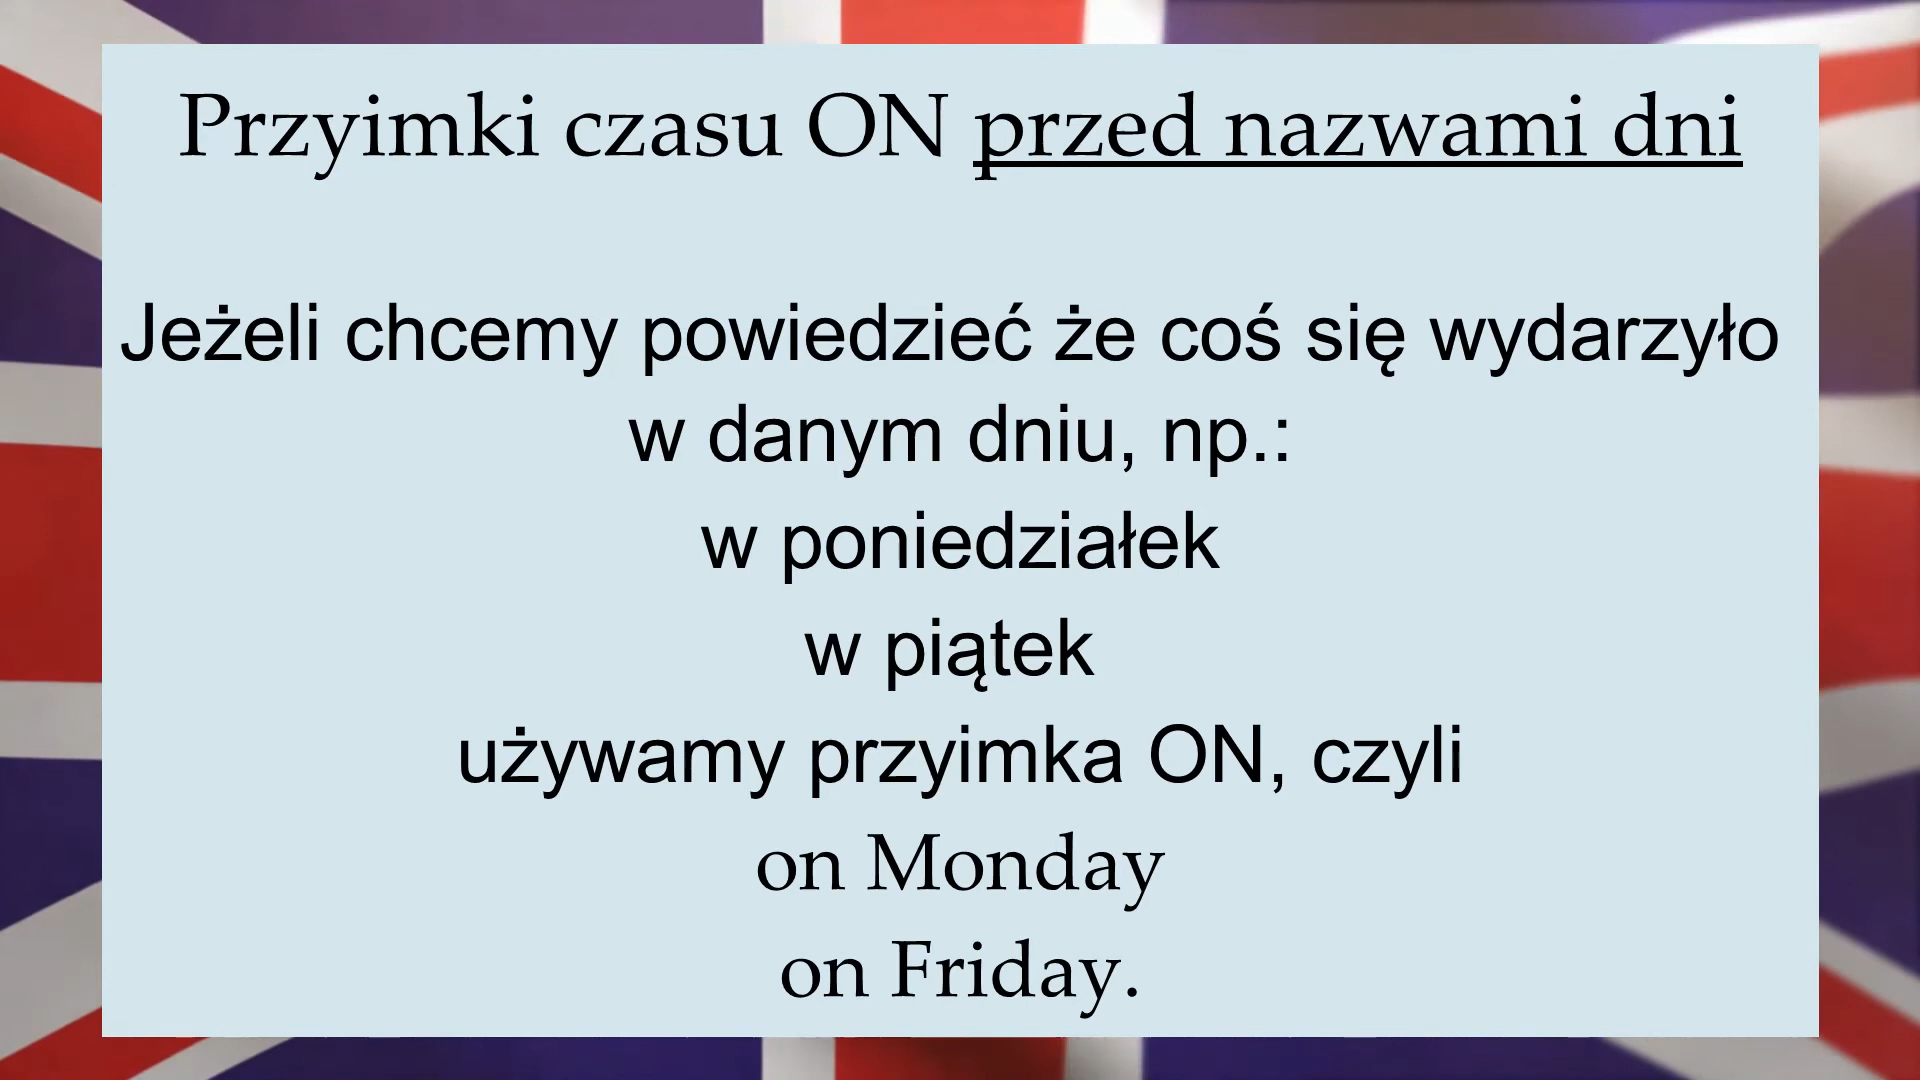 Przyimki czasu ON przed nazwami dni
Jeżeli chcemy powiedzieć że coś się wydarzyło
w danym dniu, np.:
w poniedziałek
w piątek
używamy przyimka ON, czyli
on Monday
on Friday.